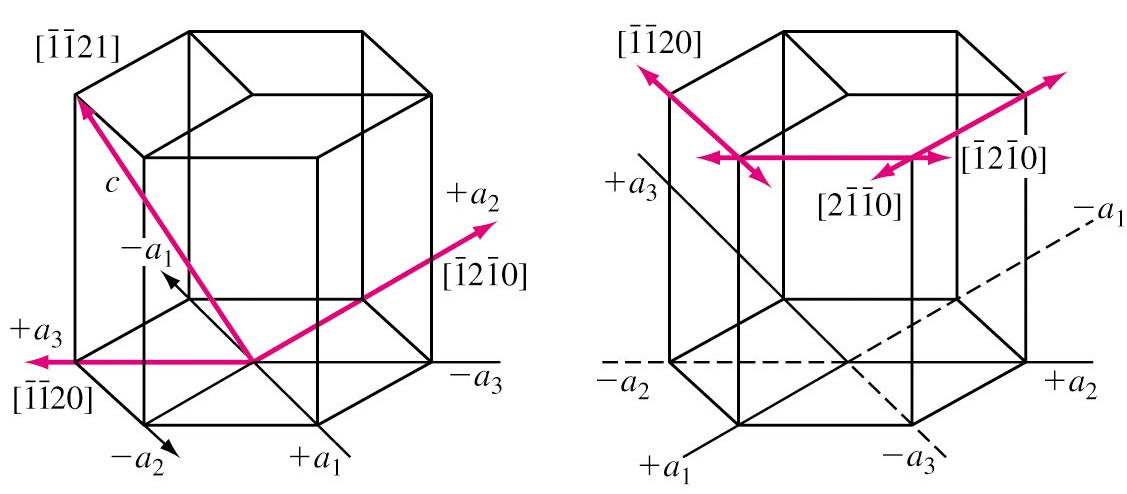 [1̄1̄21]
c
+a₂
−a₁
[1̄21̄0]
+a₃
−a₃
[1̄1̄20]
−a₂
+a₁
[1̄1̄20]
[1̄21̄0]
+a₃
[21̄1̄0]
−a₁
−a₂
+a₂
+a₁
−a₃